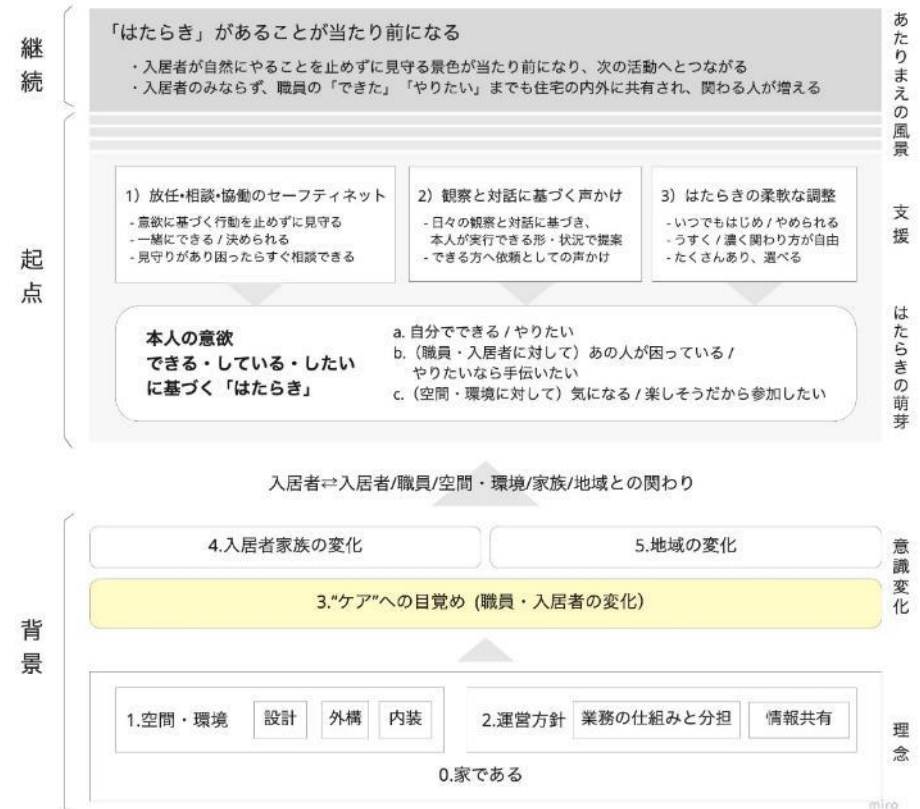 継続
「はたらき」があることが当たり前になる
・入居者が自然にやることを止めずに見守る景色が当たり前になり、次の活動へとつながる
・入居者のみならず、職員の「できた」「やりたい」までも住宅の内外に共有され、関わる人が増える
あたりまえの風景
起点
1）放任•相談•協働のセーフティネット
- 意欲に基づく行動を止めずに見守る
- 一緒にできる / 決められる
- 見守りがあり困ったらすぐ相談できる
2）観察と対話に基づく声かけ
- 日々の観察と対話に基づき、
本人が実行できる形・状況で提案
- できる方へ依頼としての声かけ
3）はたらきの柔軟な調整
- いつでもはじめ / やめられる
- うすく / 濃く関わり方が自由
- たくさんあり、選べる
支援
本人の意欲
できる・している・したい
に基づく「はたらき」
a. 自分でできる / やりたい
b.（職員・入居者に対して）あの人が困っている /
やりたいなら手伝いたい
c.（空間・環境に対して）気になる / 楽しそうだから参加したい
はたらきの萌芽
入居者⇄入居者/職員/空間・環境/家族/地域との関わり
背景
4.入居者家族の変化
5.地域の変化
3.“ケア”への目覚め (職員・入居者の変化）
意識変化
1.空間・環境
設計
外構
内装
2.運営方針
業務の仕組みと分担
情報共有
0.家である
理念
miro